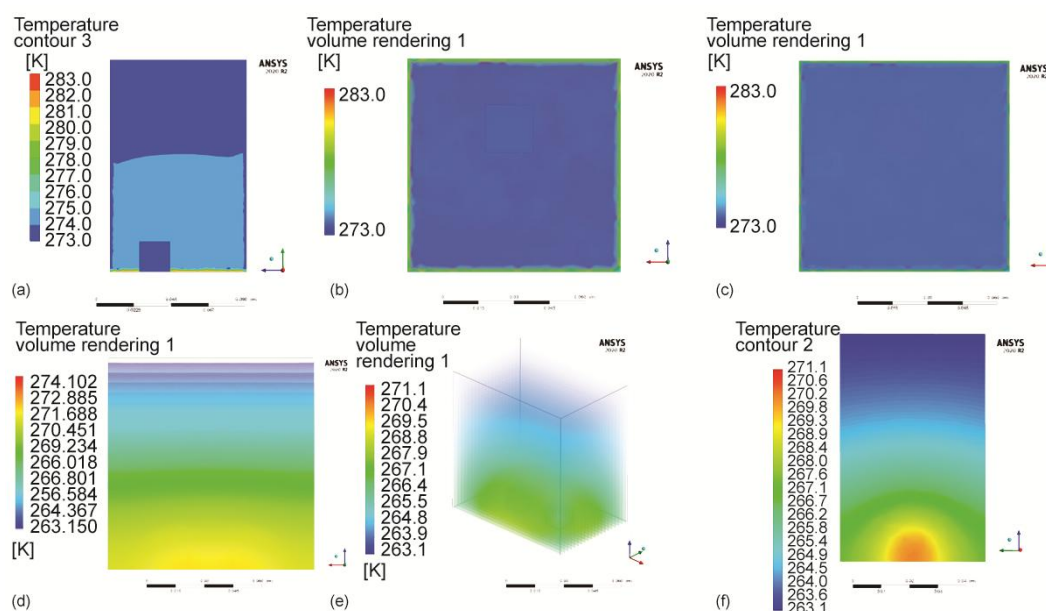 Temperature
contour 3
[K]
283.0
282.0
281.0
280.0
279.0
278.0
277.0
276.0
275.0
274.0
273.0
ANSYS
2020 R2
(a)
Temperature
volume rendering 1
[K]
283.0
273.0
ANSYS
2020 R2
(b)
Temperature
volume rendering 1
[K]
283.0
273.0
ANSYS
2020 R2
(c)
Temperature
volume rendering 1
274.102
272.885
271.688
270.451
269.234
266.018
266.801
256.584
264.367
263.150
[K]
ANSYS
2020 R2
(d)
Temperature
volume
rendering 1
271.1
270.4
269.5
268.8
267.9
267.1
266.4
265.5
264.8
263.9
263.1
[K]
ANSYS
2020 R2
(e)
Temperature
contour 2
271.1
270.6
270.2
269.8
269.3
268.9
268.4
268.0
267.6
267.1
266.7
266.2
265.8
265.4
264.9
264.5
264.0
263.6
263.1
ANSYS
2020 R2
(f)